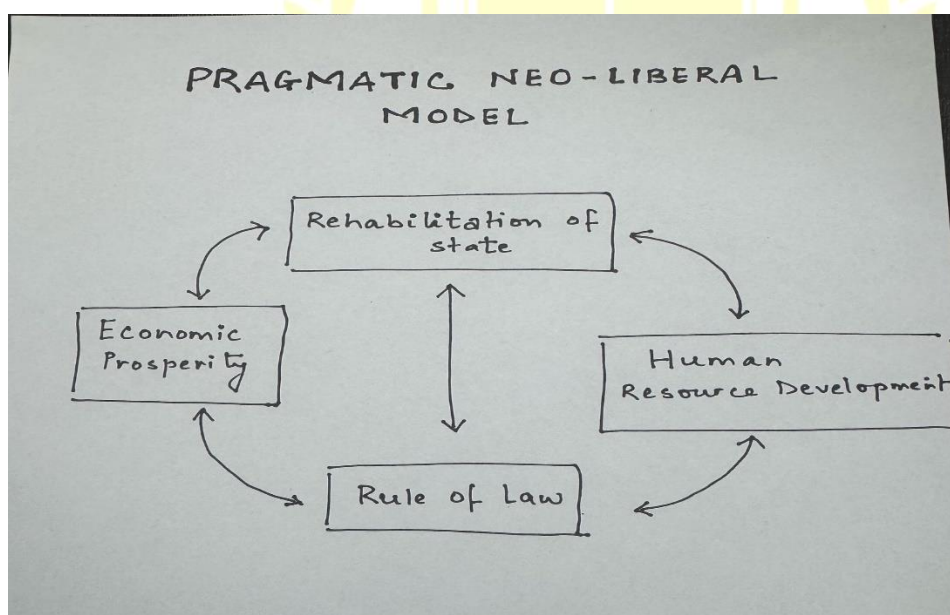 PRAGMATIC NEO-LIBERAL
MODEL
Rehabilitation of
state
Economic
Prosperity
Human
Resource Development
Rule of Law